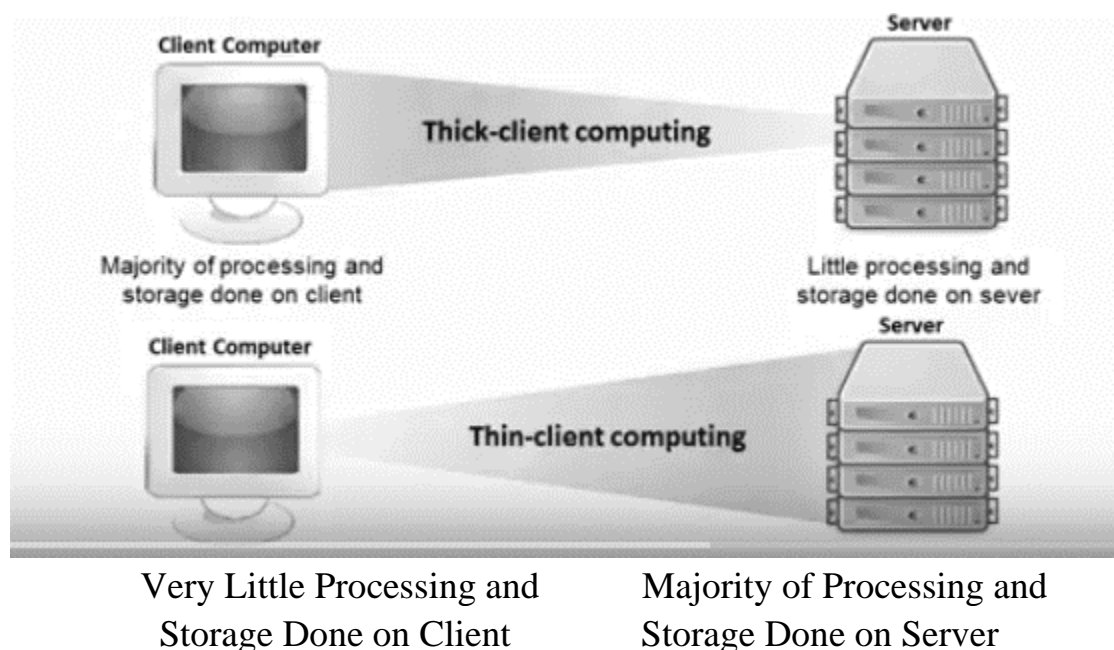 Client Computer
Server
Thick-client computing
Majority of processing and
storage done on client
Little processing and
storage done on sever
Client Computer
Server
Thin-client computing
Very Little Processing and
Storage Done on Client
Majority of Processing and
Storage Done on Server